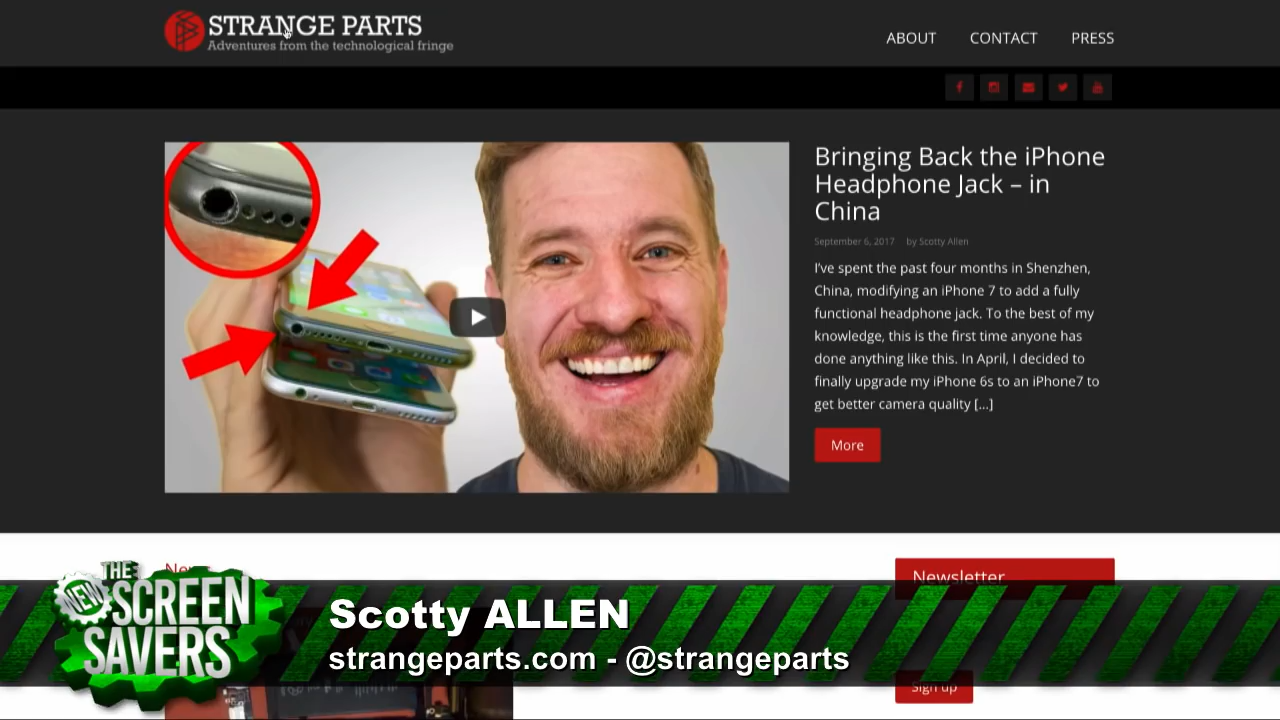 STRANGE PARTS
Adventures from the technological fringe
ABOUT CONTACT PRESS
Bringing Back the iPhone
Headphone Jack – in
China
September 6, 2017 by Scotty Allen
I've spent the past four months in Shenzhen,
China, modifying an iPhone 7 to add a fully
functional headphone jack. To the best of my
knowledge, this is the first time anyone has
done anything like this. In April, I decided to
finally upgrade my iPhone 6s to an iPhone7 to
get better camera quality [...]
More
Newsletter
THE
NEW
SCREEN
SAVERS
Scotty ALLEN
strangeparts.com - @strangeparts
Sign up